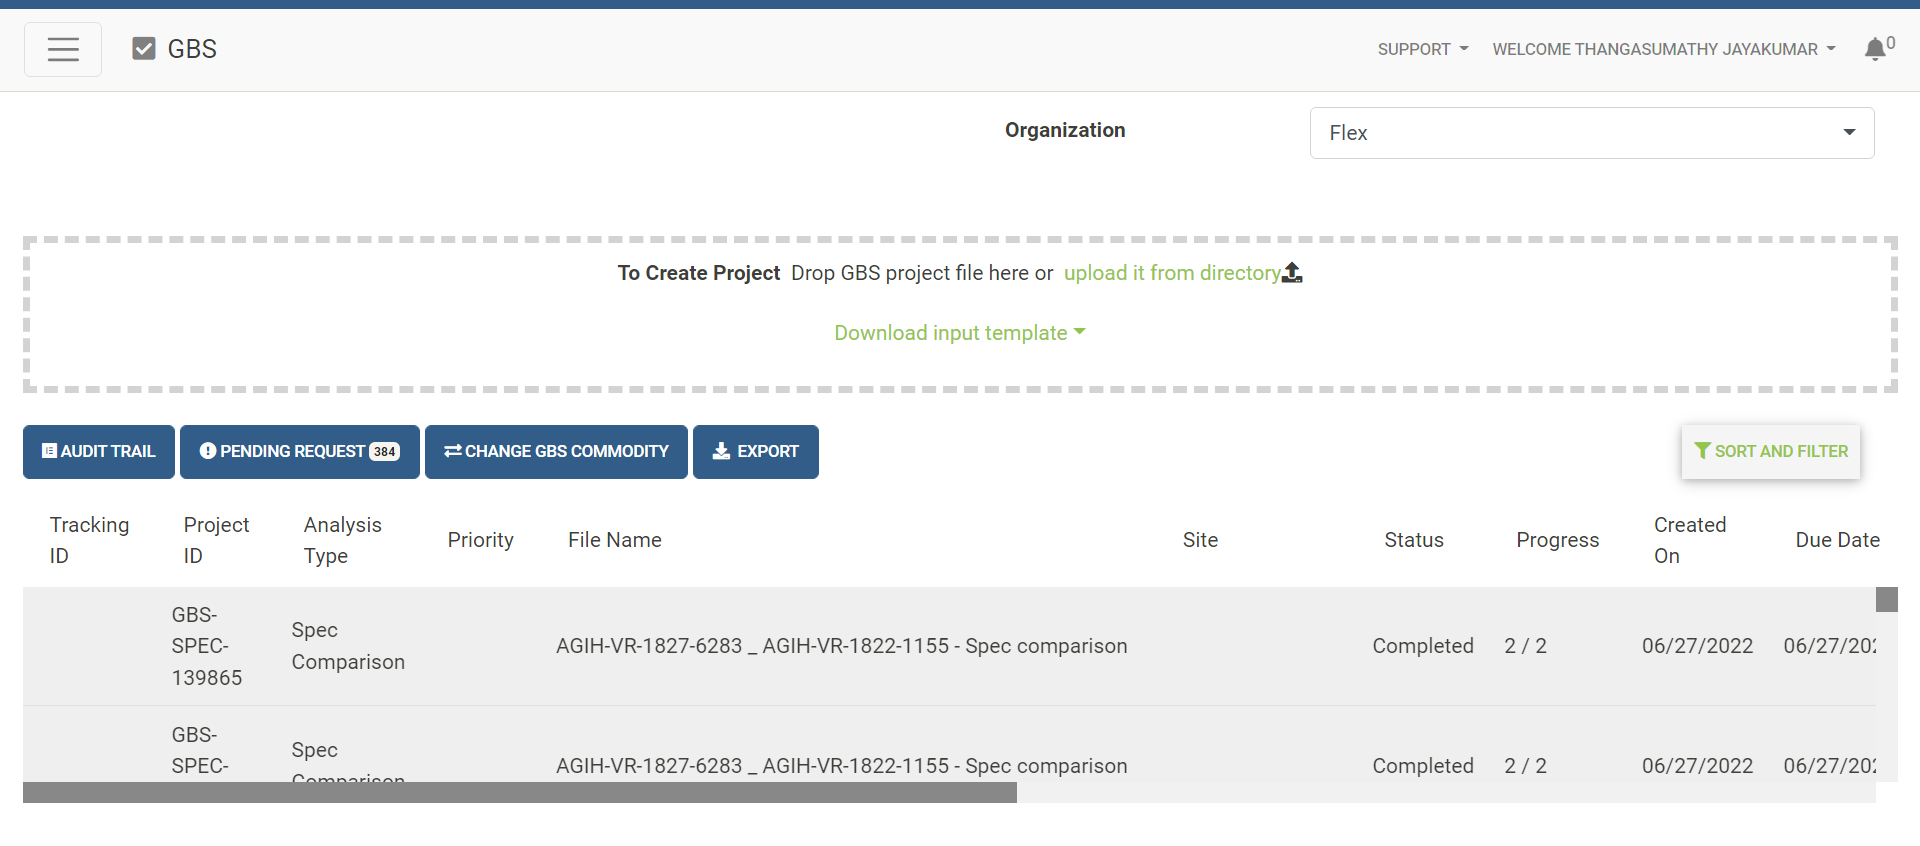 GBS
SUPPORT
WELCOME THANGASUMATHY JAYAKUMAR
0
Organization
Flex
To Create Project Drop GBS project file here or upload it from directory
Download input template
AUDIT TRAIL
PENDING REQUEST 384
CHANGE GBS COMMODITY
EXPORT
SORT AND FILTER
Tracking ID
Project ID
Analysis Type
Priority
File Name
Site
Status
Progress
Created On
Due Date
GBS-
SPEC-
139865
Spec
Comparison
AGIH-VR-1827-6283 _ AGIH-VR-1822-1155 - Spec comparison
Completed
2 / 2
06/27/2022
06/27/202
GBS-
SPEC-
Spec
Comparison
AGIH-VR-1827-6283 _ AGIH-VR-1822-1155 - Spec comparison
Completed
2 / 2
06/27/2022
06/27/202